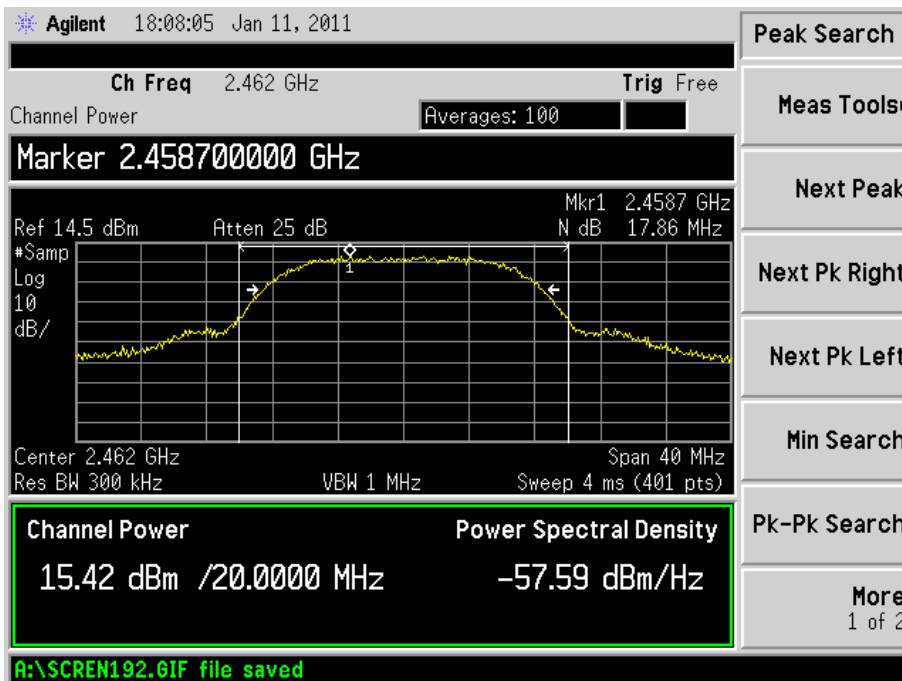 Agilent 18:08:05 Jan 11, 2011
Peak Search
Ch Freq 2.462 GHz Trig Free
Channel Power Averages: 100
Meas Tools
Marker 2.458700000 GHz
Next Peak
Mkr1 2.4587 GHz
Ref 14.5 dBm Atten 25 dB N dB 17.86 MHz
#Samp
Log
10
dB/
1
Next Pk Right
Next Pk Left
Center 2.462 GHz Span 40 MHz
Res BW 300 kHz VBW 1 MHz Sweep 4 ms (401 pts)
Min Search
Channel Power Power Spectral Density
15.42 dBm /20.0000 MHz -57.59 dBm/Hz
Pk-Pk Search
More
1 of 2
A:\SCREN192.GIF file saved